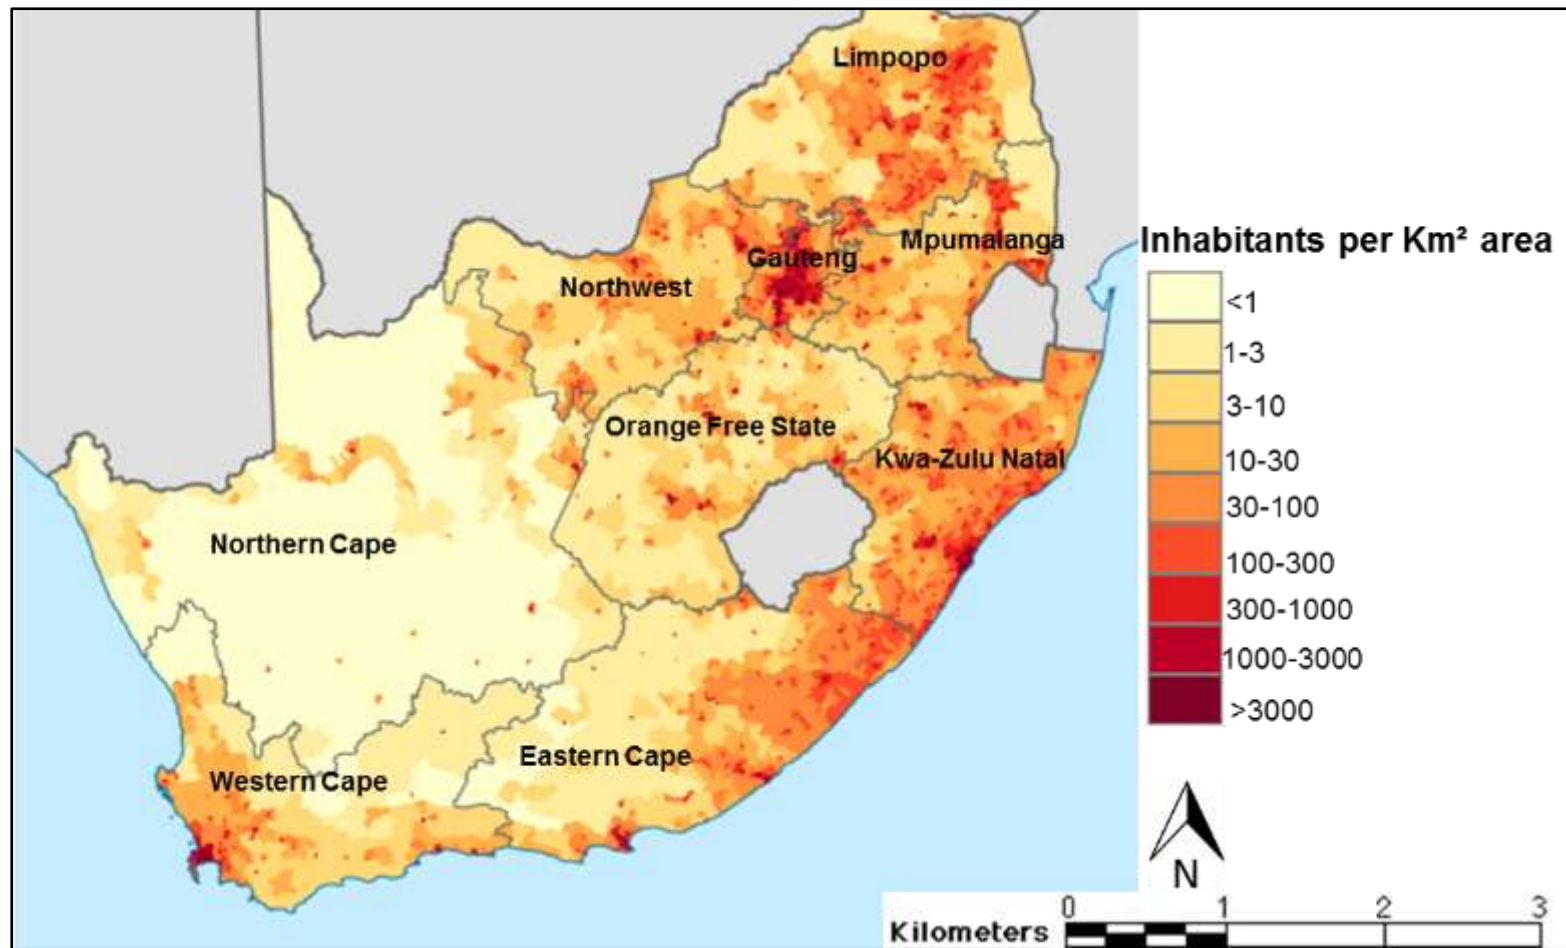 Limpopo
Mpumalanga
Gauteng
Northwest
Orange Free State
Kwa-Zulu Natal
Northern Cape
Eastern Cape
Western Cape
Inhabitants per Km² area
<1
1-3
3-10
10-30
30-100
100-300
300-1000
1000-3000
>3000
N
0 1 2 3
Kilometers